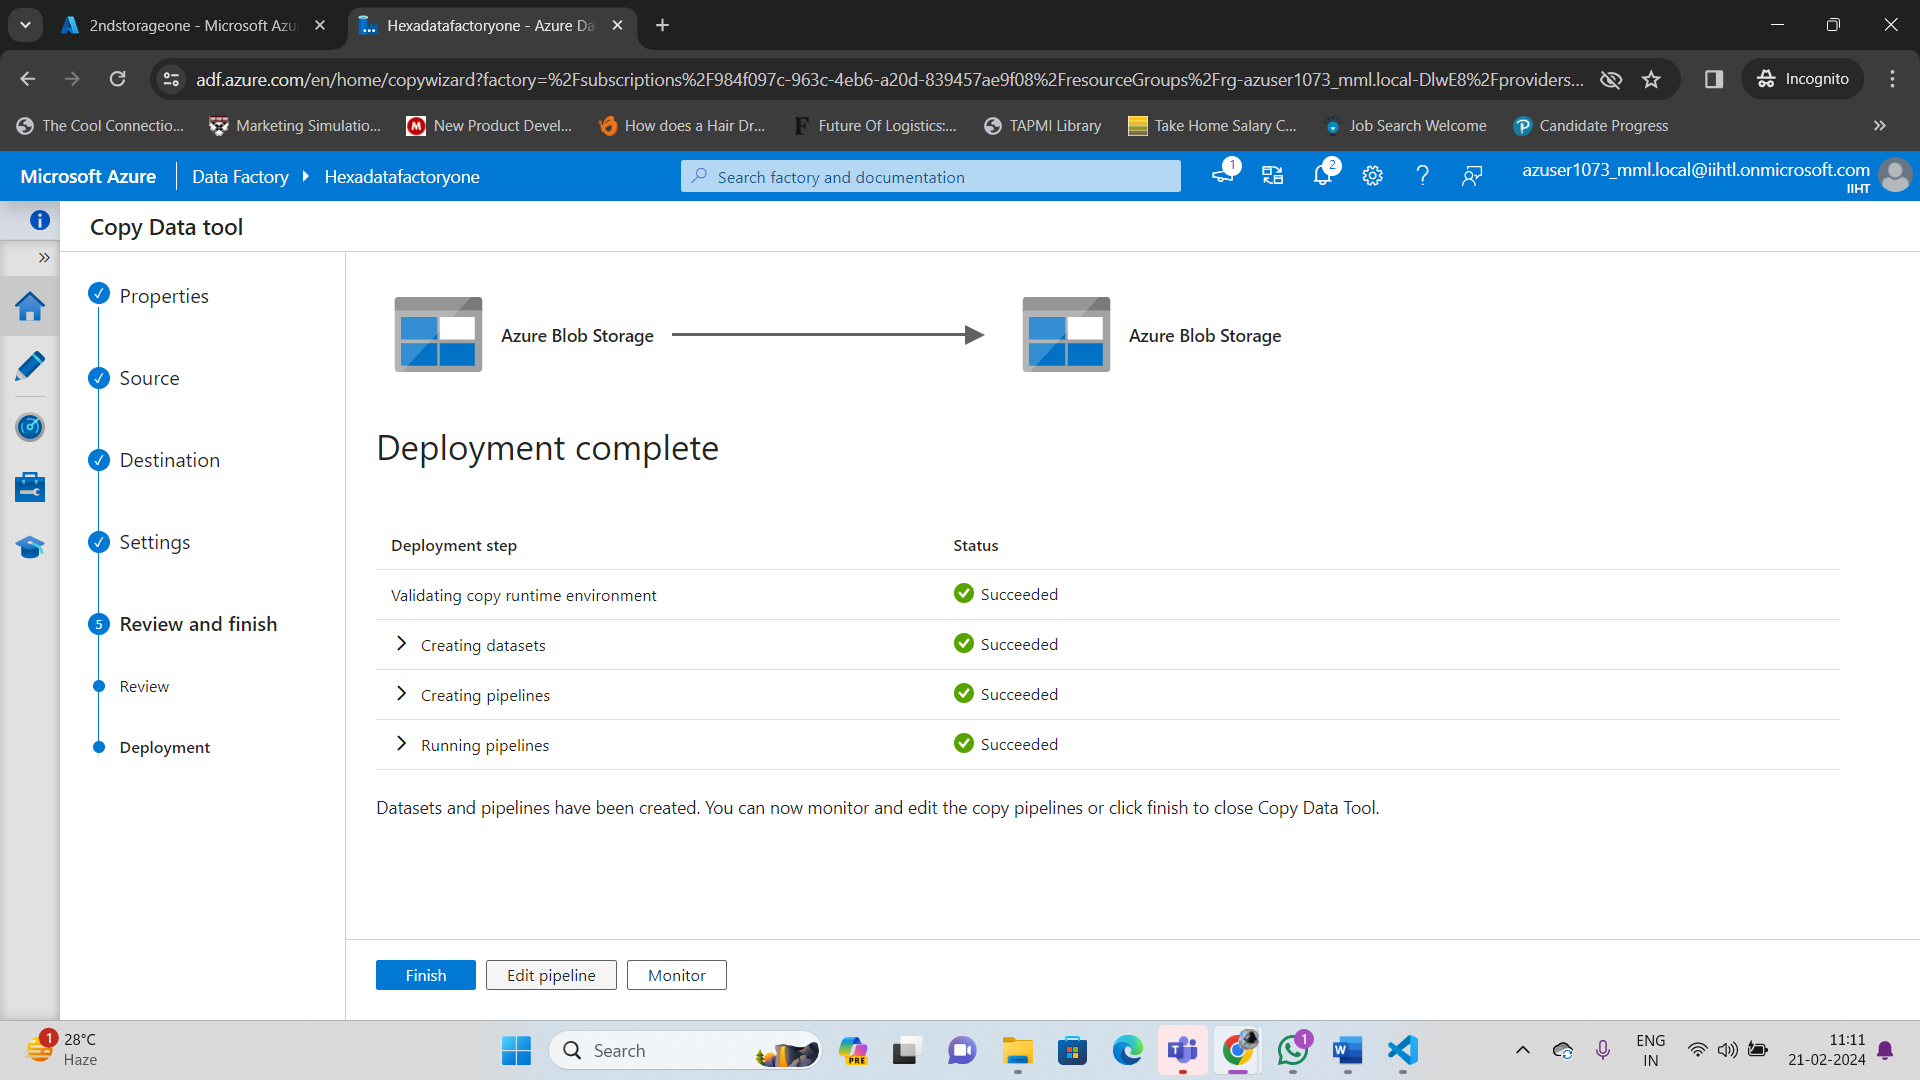 2ndstorageone - Microsoft Azu
Hexadatafactoryone - Azure Da
adf.azure.com/en/home/copywizard?factory=%2Fsubscriptions%2F984f097c-963c-4eb6-a20d-839457ae9f08%2FresourceGroups%2Frg-azuser1073_mml.local-DlwE8%2Fproviders...
Incognito
The Cool Connectio...
Marketing Simulatio...
New Product Devel...
How does a Hair Dr...
Future Of Logistics:...
TAPMI Library
Take Home Salary C...
Job Search Welcome
Candidate Progress
Microsoft Azure
Data Factory
Hexadatafactoryone
Search factory and documentation
1
2
azuser1073_mml.local@iihtl.onmicrosoft.com
IIHT
Copy Data tool
Properties
Source
Destination
Settings
5
Review and finish
Review
Deployment
Azure Blob Storage
Azure Blob Storage
Deployment complete
Deployment step
Status
Validating copy runtime environment
Succeeded
Creating datasets
Succeeded
Creating pipelines
Succeeded
Running pipelines
Succeeded
Datasets and pipelines have been created. You can now monitor and edit the copy pipelines or click finish to close Copy Data Tool.
Finish
Edit pipeline
Monitor
1
28°C
Haze
Search
PRE
1
ENG
IN
11:11
21-02-2024